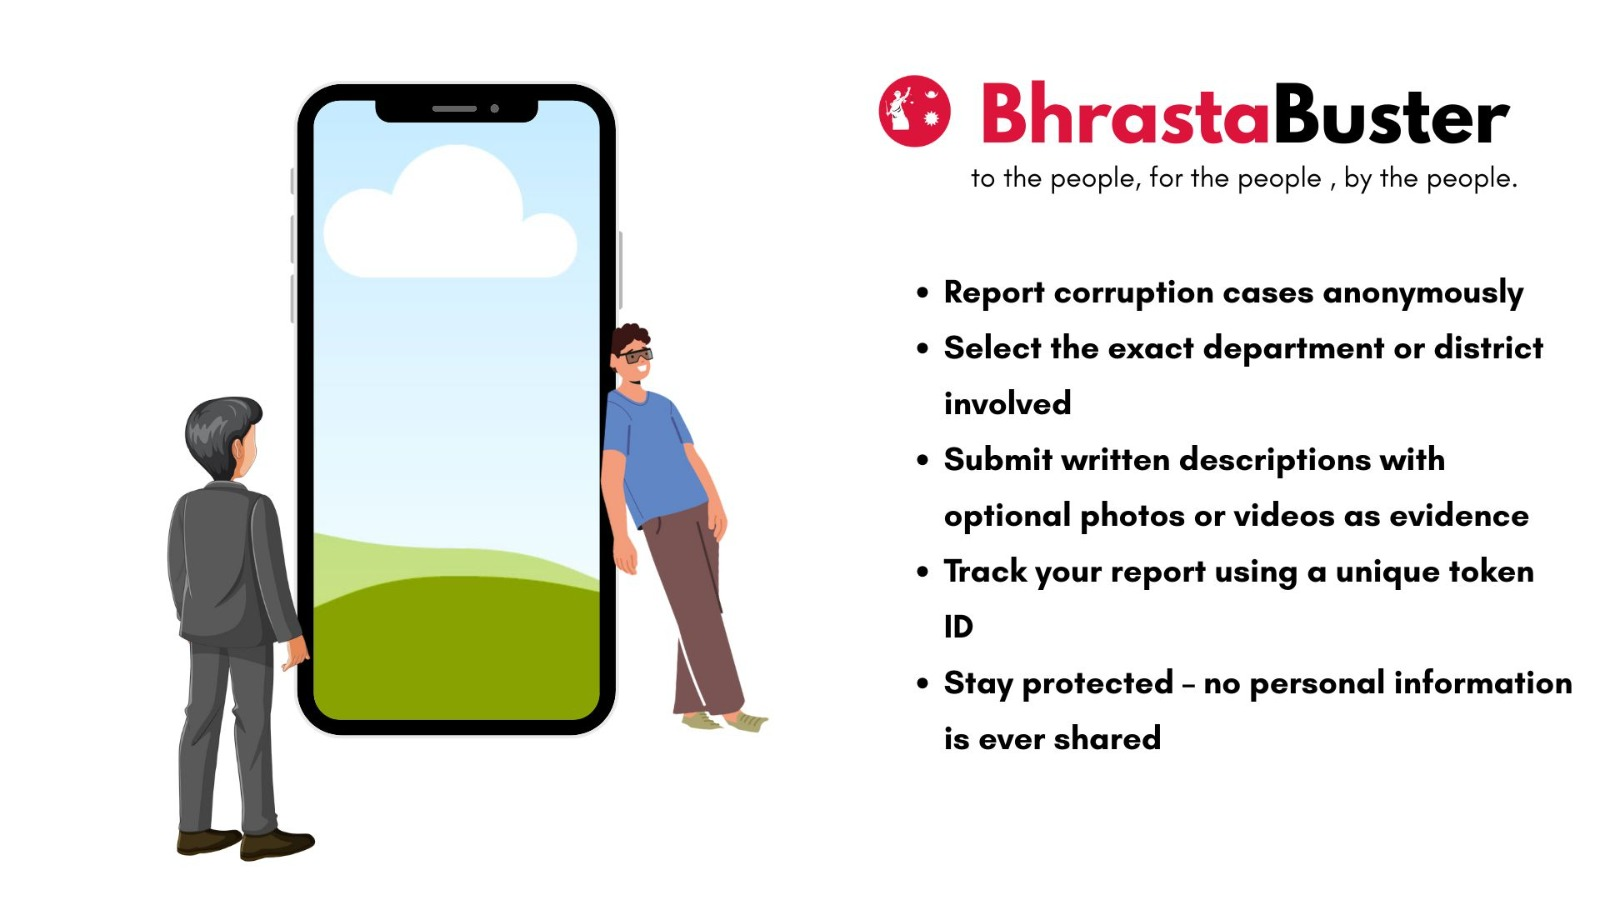 BhrastaBuster
to the people, for the people , by the people.
• Report corruption cases anonymously
• Select the exact department or district
involved
• Submit written descriptions with
optional photos or videos as evidence
• Track your report using a unique token
ID
• Stay protected – no personal information
is ever shared